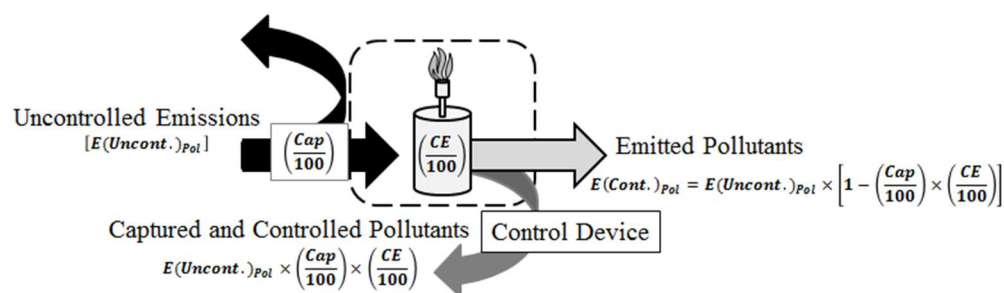 Uncontrolled Emissions
[E(Uncont.)Pol]
(Cap/100)
(CE/100)
Emitted Pollutants
E(Cont.)Pol = E(Uncont.)Pol × [1 − (Cap/100) × (CE/100)]
Captured and Controlled Pollutants
E(Uncont.)Pol × (Cap/100) × (CE/100)
Control Device